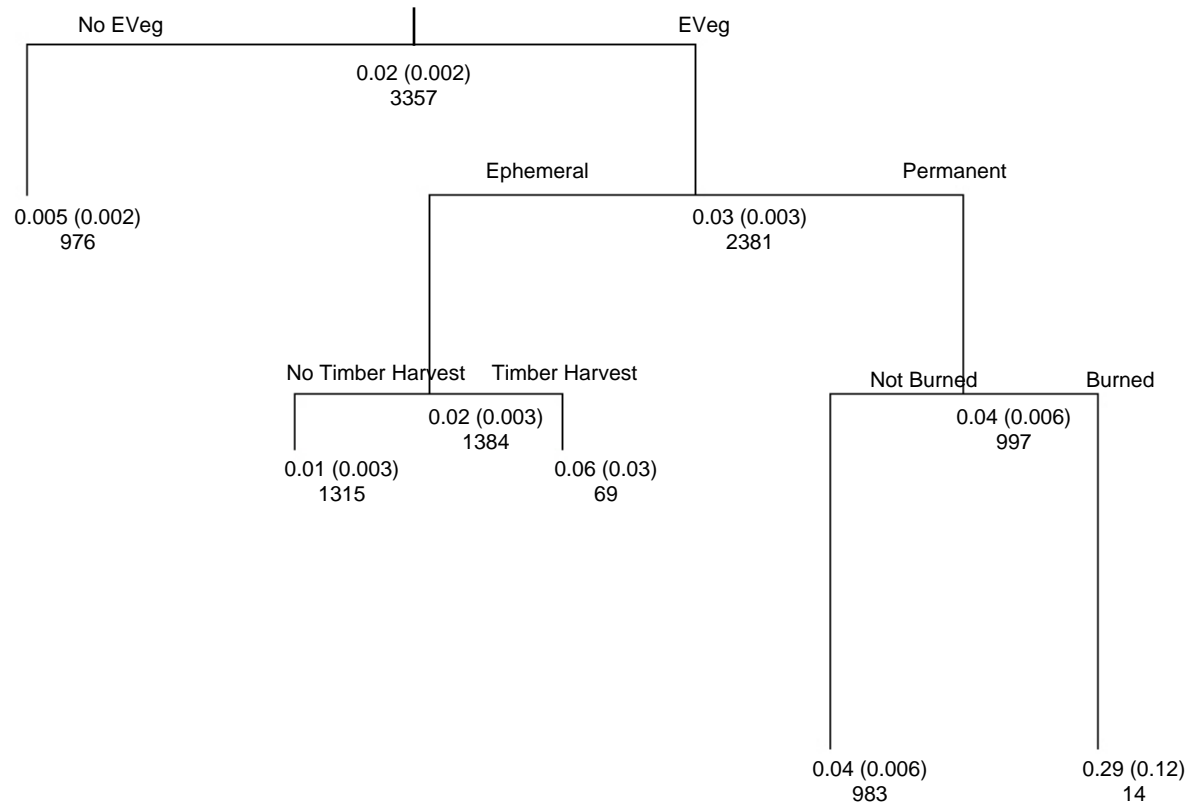 No EVeg
EVeg
0.02 (0.002)
3357
Ephemeral
Permanent
0.005 (0.002)
976
0.03 (0.003)
2381
No Timber Harvest
Timber Harvest
Not Burned
Burned
0.02 (0.003)
1384
0.04 (0.006)
997
0.01 (0.003)
1315
0.06 (0.03)
69
0.04 (0.006)
983
0.29 (0.12)
14